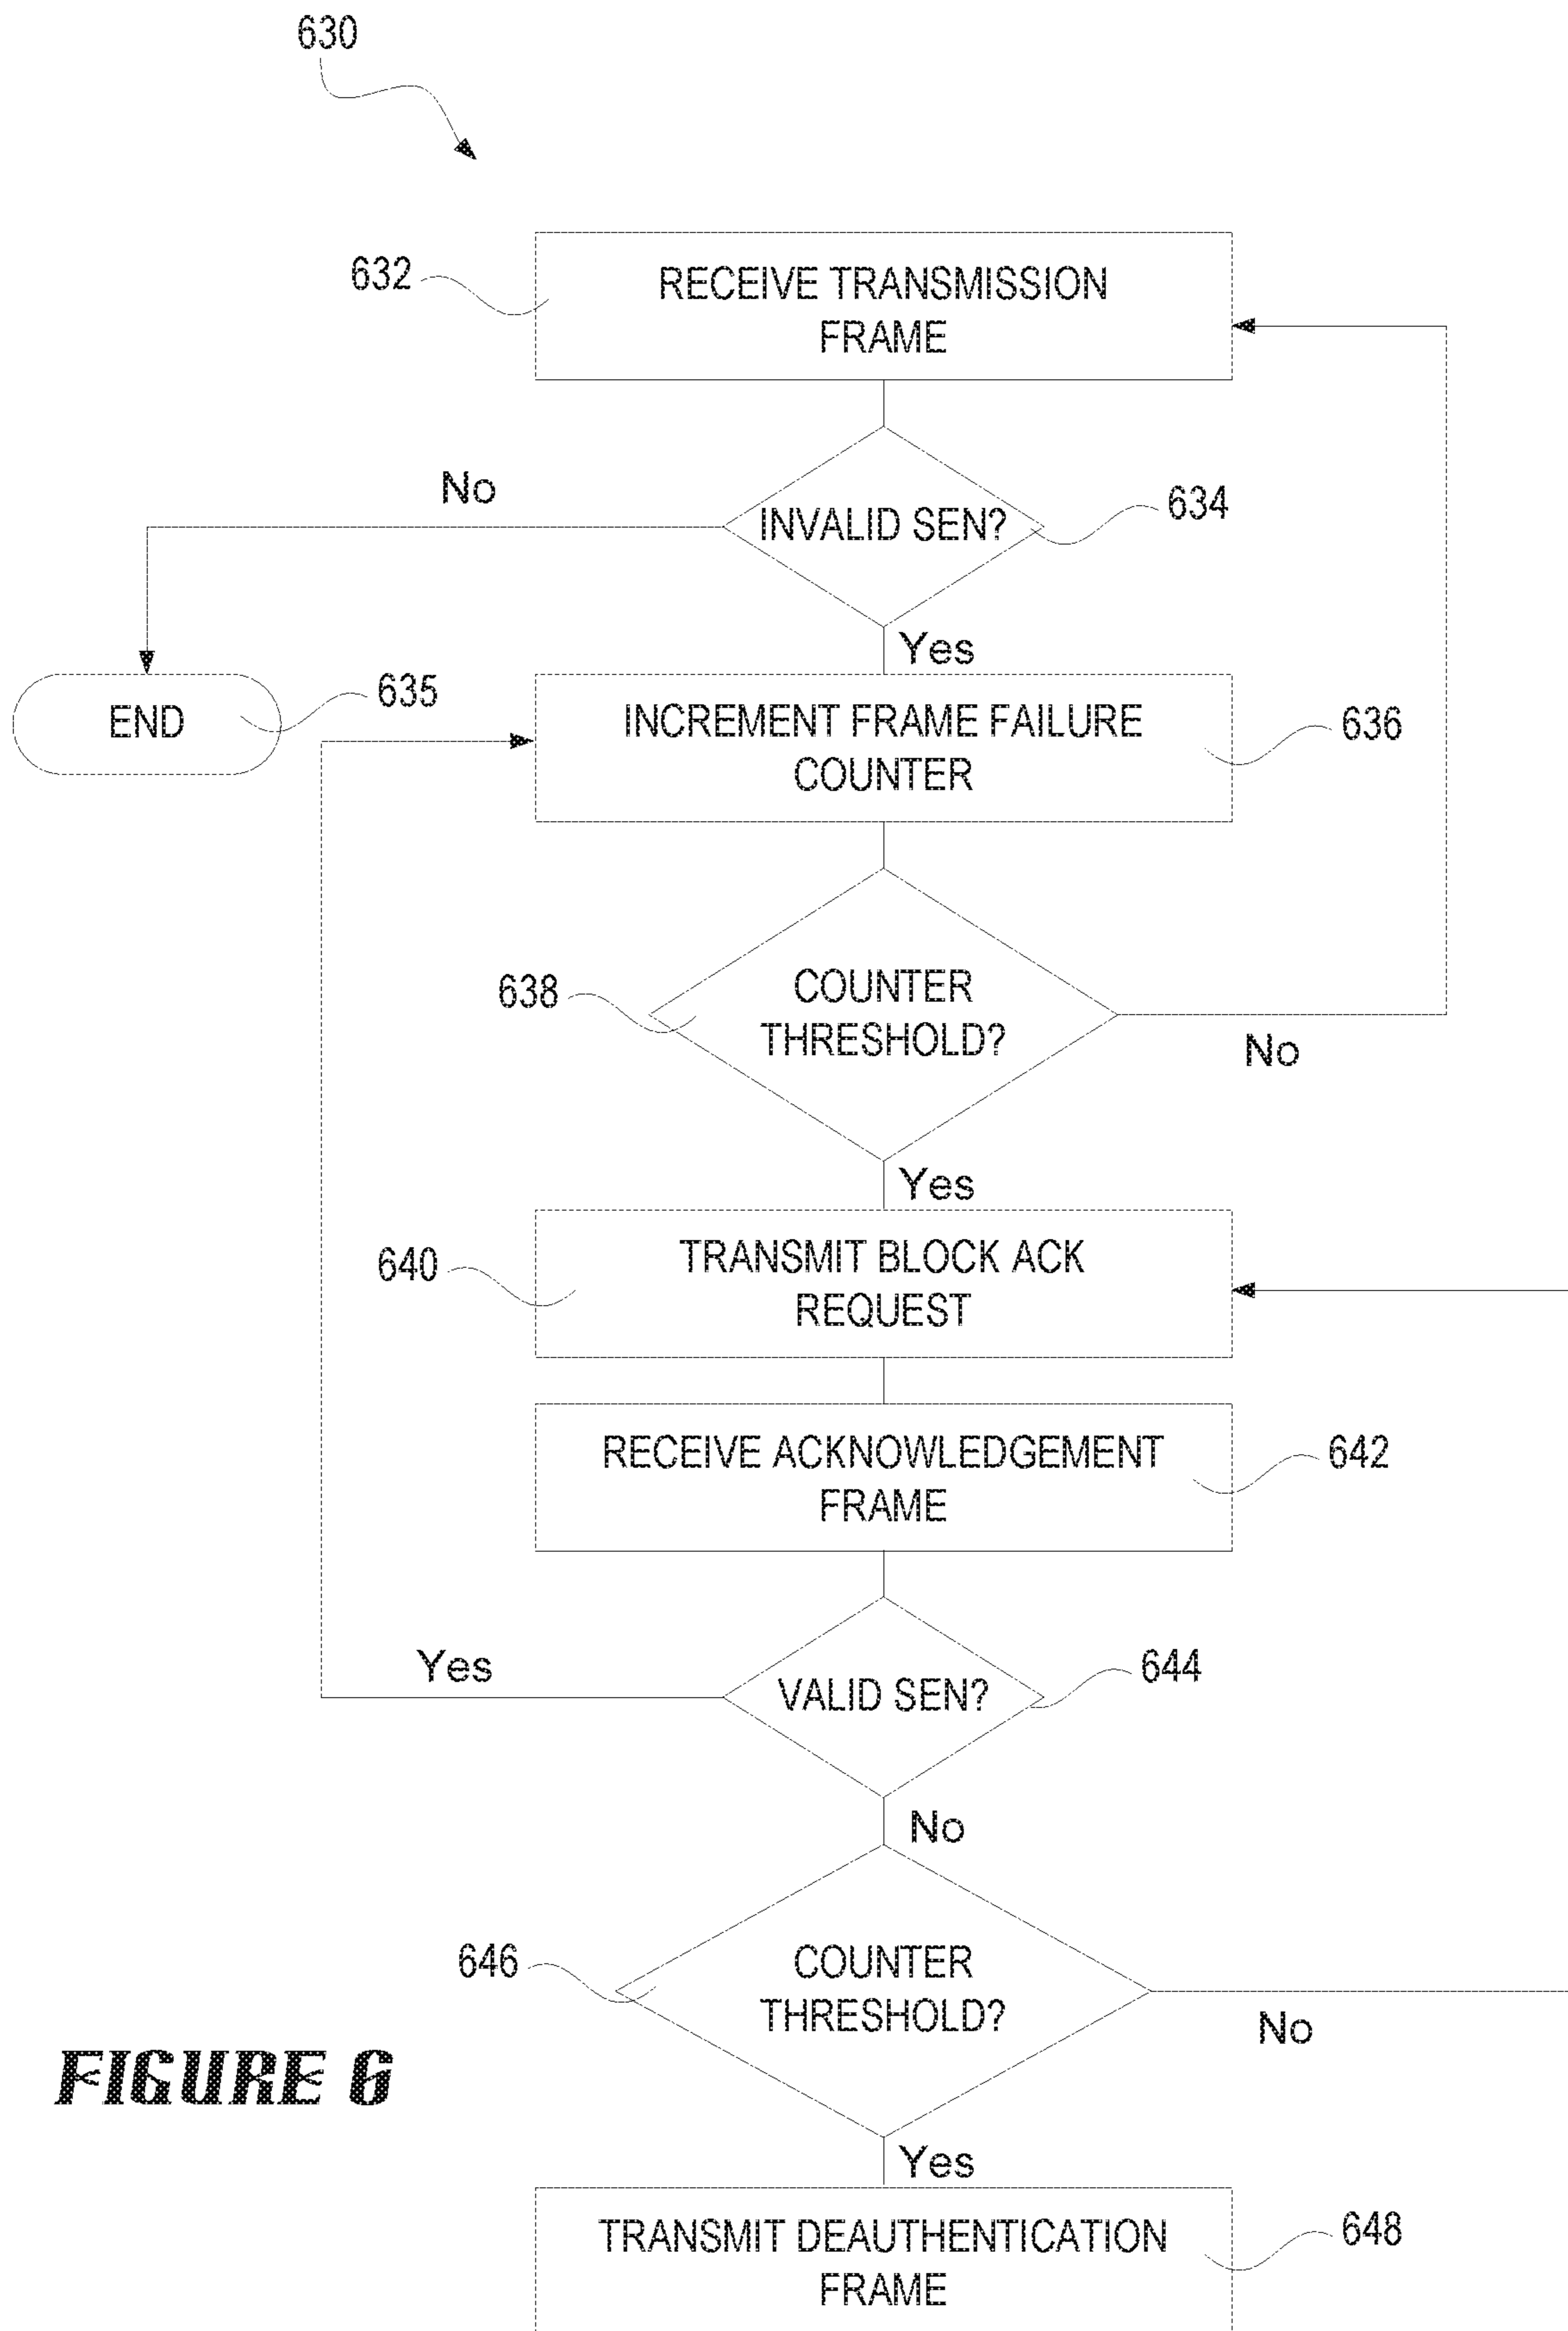 630
632
RECEIVE TRANSMISSION
FRAME
No
INVALID SEN?
634
Yes
END
635
INCREMENT FRAME FAILURE
COUNTER
636
638
COUNTER
THRESHOLD?
No
Yes
640
TRANSMIT BLOCK ACK
REQUEST
RECEIVE ACKNOWLEDGEMENT
FRAME
642
Yes
VALID SEN?
644
No
646
COUNTER
THRESHOLD?
No
FIGURE 6
Yes
TRANSMIT DEAUTHENTICATION
FRAME
648